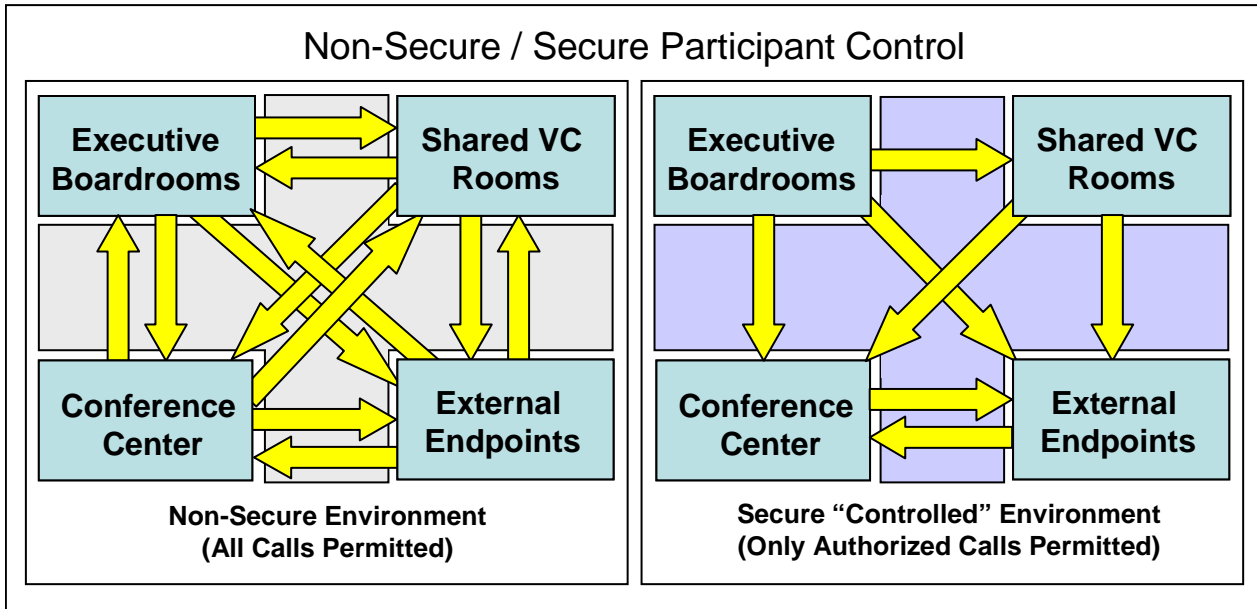 Non-Secure / Secure Participant Control
Executive
Boardrooms
Shared VC
Rooms
Conference
Center
External
Endpoints
Non-Secure Environment
(All Calls Permitted)
Executive
Boardrooms
Shared VC
Rooms
Conference
Center
External
Endpoints
Secure “Controlled” Environment
(Only Authorized Calls Permitted)